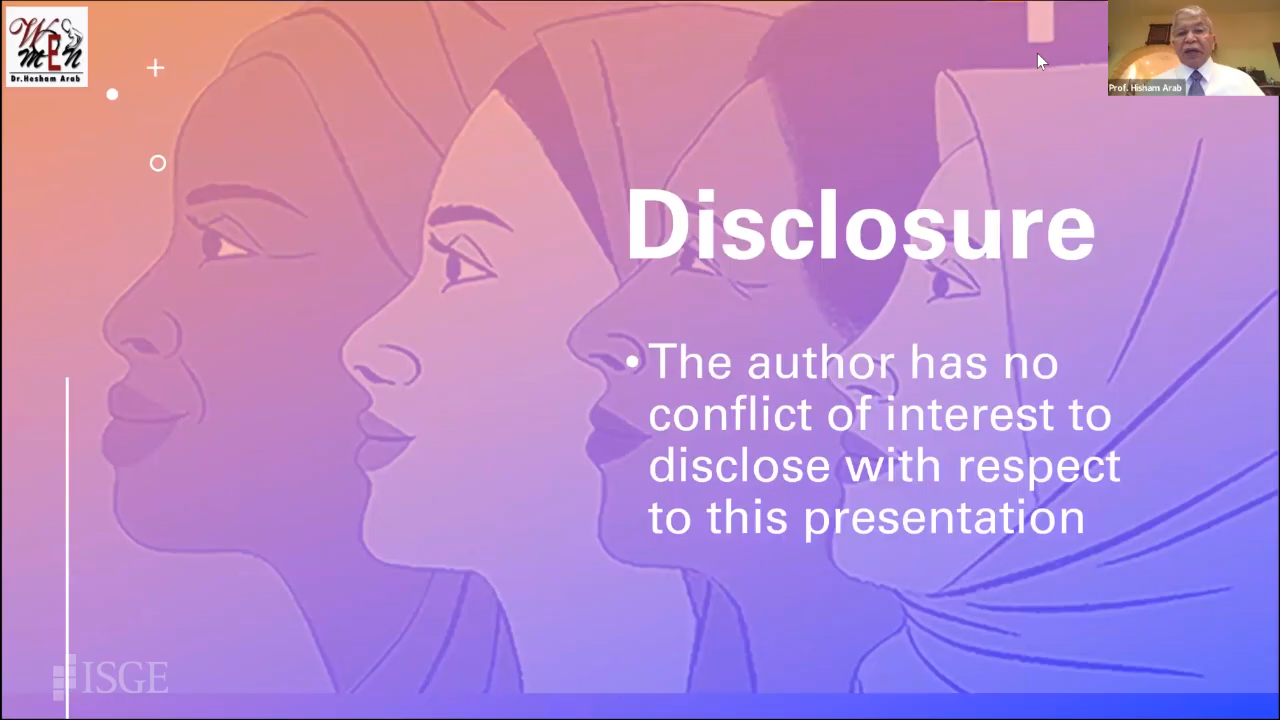 WOmEN
Dr.Hesham Arab
Prof. Hisham Arab
Disclosure
• The author has no
conflict of interest to
disclose with respect
to this presentation
ISGE